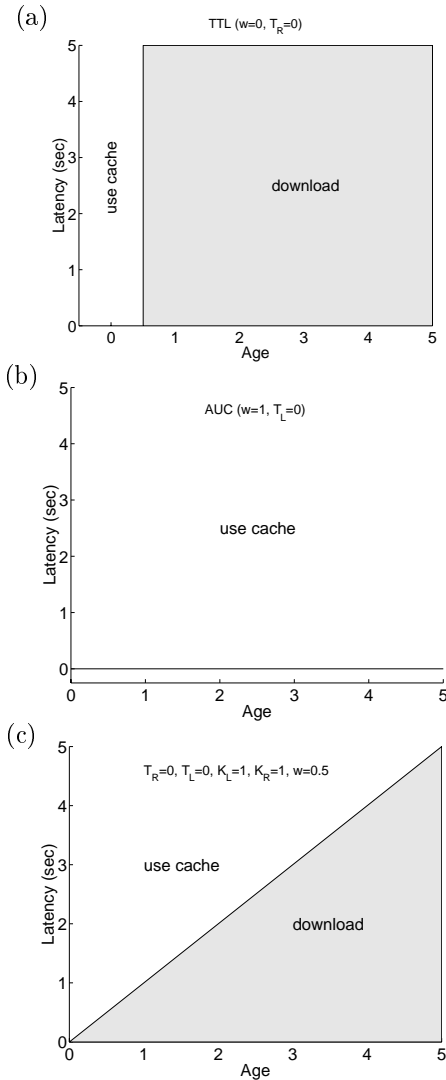 (a)
TTL (w=0, T_R=0)
5
4
3
2
1
0
Latency (sec)
use cache
download
0 1 2 3 4 5
Age
(b)
5
4
3
2
1
0
Latency (sec)
AUC (w=1, T_L=0)
use cache
0 1 2 3 4 5
Age
(c)
5
4
3
2
1
0
Latency (sec)
T_R=0, T_L=0, K_L=1, K_R=1, w=0.5
use cache
download
0 1 2 3 4 5
Age